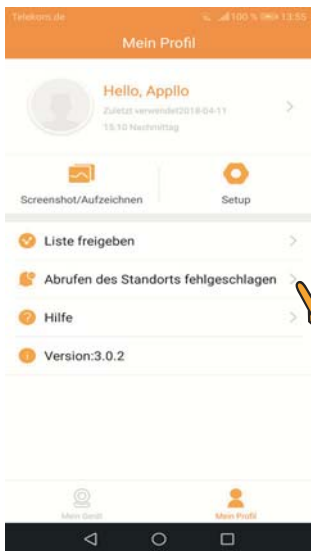 Telekom.de 100 % 13:55
Mein Profil
Hello, Appllo
Zuletzt verwendet2018-04-11
15:10 Nachmittag
Screenshot/Aufzeichnen
Setup
Liste freigeben
Abrufen des Standorts fehlgeschlagen
Hilfe
Version:3.0.2
Mein Gerät
Mein Profil